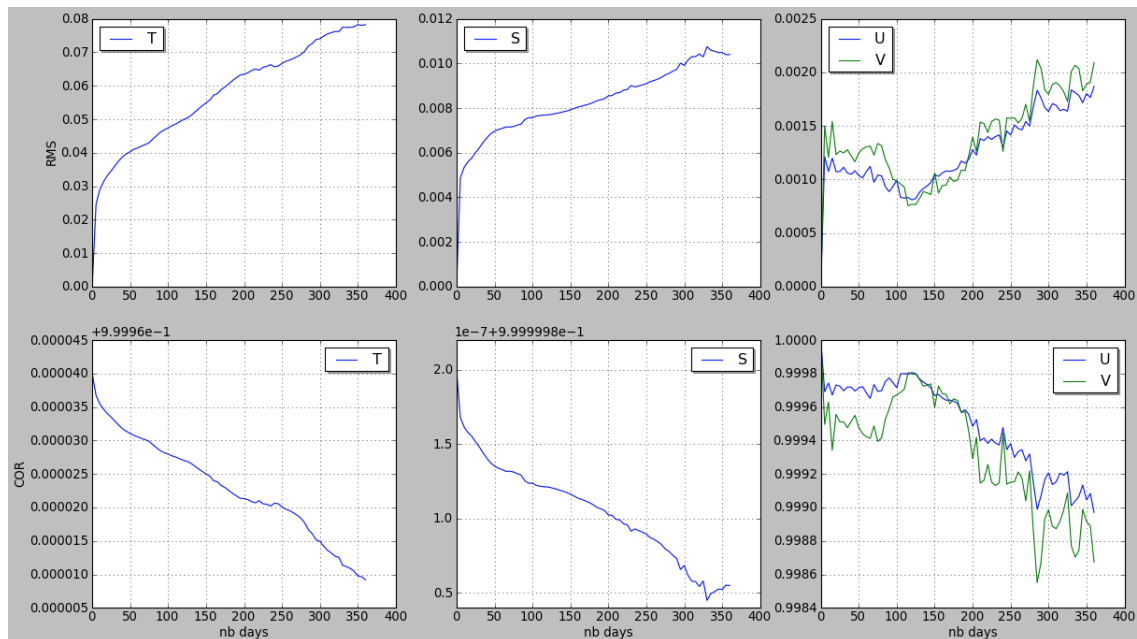 0.08
0.07
0.06
0.05
0.04
0.03
0.02
0.01
0.00
RMS
T
0 50 100 150 200 250 300 350 400
0.012
0.010
0.008
0.006
0.004
0.002
0.000
S
0 50 100 150 200 250 300 350 400
0.0025
0.0020
0.0015
0.0010
0.0005
0.0000
U
V
0 50 100 150 200 250 300 350 400
+9.9996e−1
0.000045
0.000040
0.000035
0.000030
0.000025
0.000020
0.000015
0.000010
0.000005
COR
T
0 50 100 150 200 250 300 350 400
nb days
1e−7+9.999998e−1
2.0
1.5
1.0
0.5
S
0 50 100 150 200 250 300 350 400
nb days
1.0000
0.9998
0.9996
0.9994
0.9992
0.9990
0.9988
0.9986
0.9984
U
V
0 50 100 150 200 250 300 350 400
nb days